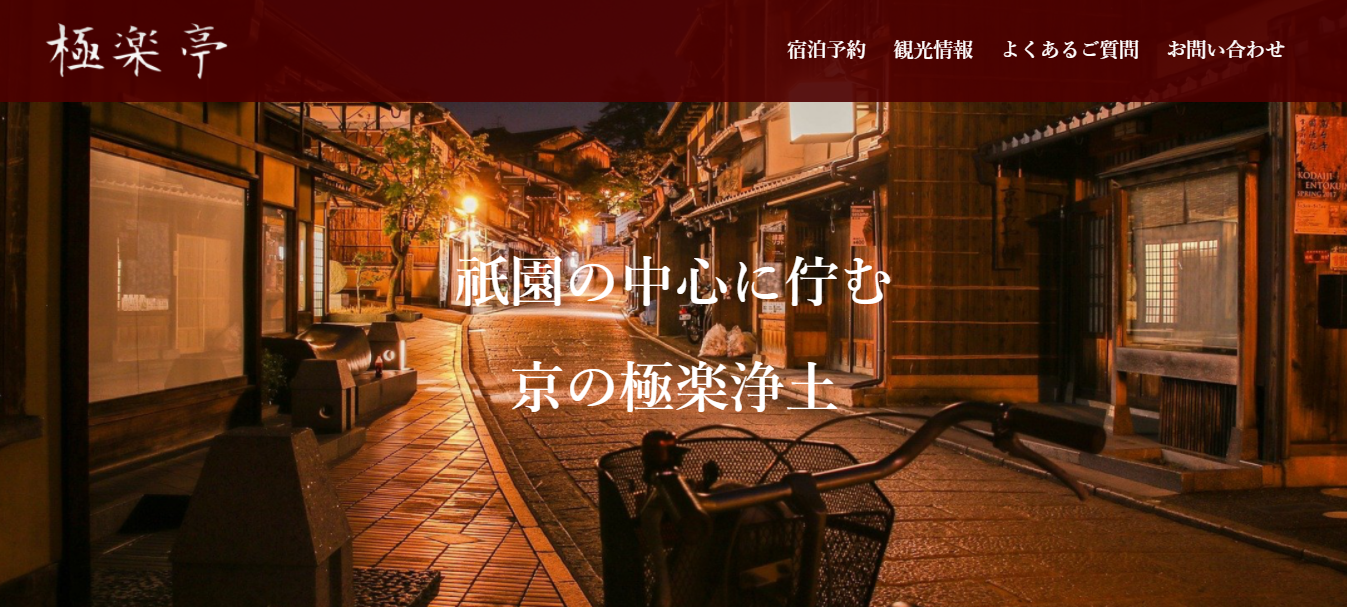 極楽亭
宿泊予約 観光情報 よくあるご質問 お問い合わせ
祇園の中心に佇む
京の極楽浄土
KODAIJI
ENTOKUIN
SPRING 2017